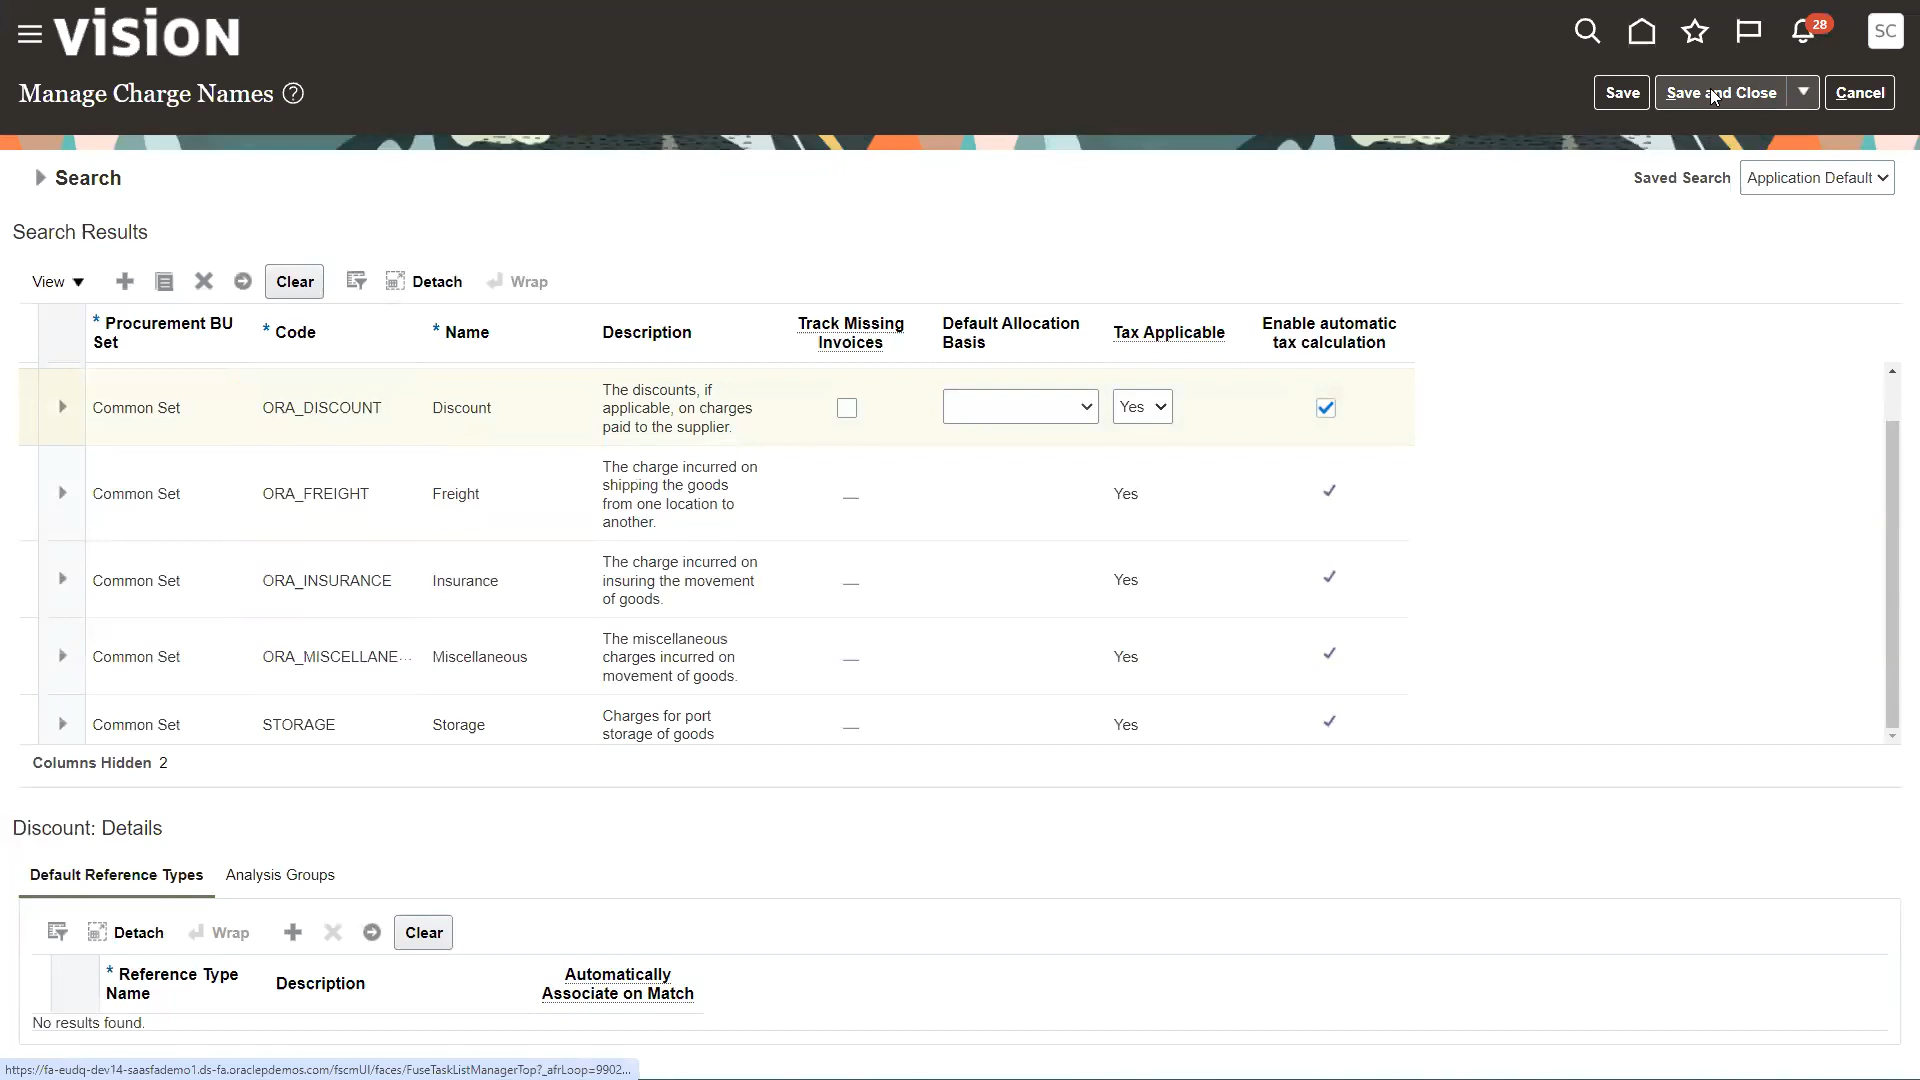 VISION
28
SC
Manage Charge Names ?
Save
Save and Close
Cancel
Search
Saved Search
Application Default
Search Results
View
Clear
Detach
Wrap
* Procurement BU
Set
* Code
* Name
Description
Track Missing
Invoices
Default Allocation
Basis
Tax Applicable
Enable automatic
tax calculation
Common Set
ORA_DISCOUNT
Discount
The discounts, if
applicable, on charges
paid to the supplier.
Yes
Common Set
ORA_FREIGHT
Freight
The charge incurred on
shipping the goods
from one location to
another.
Yes
Common Set
ORA_INSURANCE
Insurance
The charge incurred on
insuring the movement
of goods.
Yes
Common Set
ORA_MISCELLANE...
Miscellaneous
The miscellaneous
charges incurred on
movement of goods.
Yes
Common Set
STORAGE
Storage
Charges for port
storage of goods
Yes
Columns Hidden 2
Discount: Details
Default Reference Types
Analysis Groups
Detach
Wrap
Clear
* Reference Type
Name
Description
Automatically
Associate on Match
No results found.
https://fa-eudq-dev14-saasfademo1.ds-fa.oraclepdemos.com/fscmUI/faces/FuseTaskListManagerTop?_afrLoop=9902...